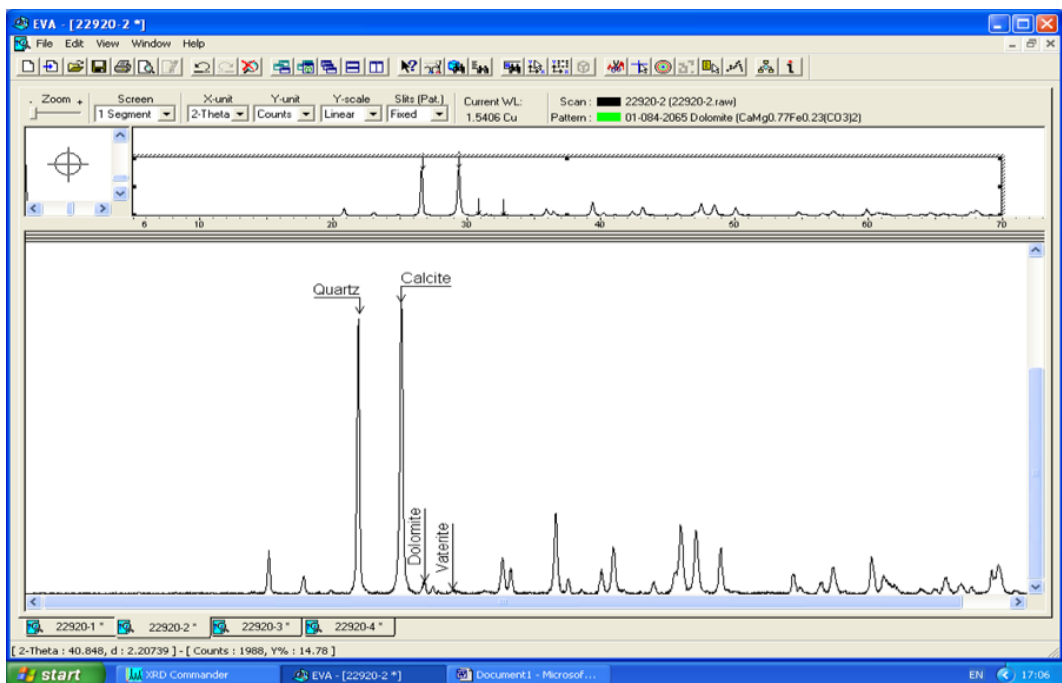 EVA - [22920-2 *]
File Edit View Window Help
- Zoom + Screen X-unit Y-unit Y-scale Slits (Pat.) Current WL: Scan : 22920-2 (22920-2.raw)
1 Segment 2-Theta Counts Linear Fixed 1.5406 Cu Pattern : 01-084-2065 Dolomite (CaMg0.77Fe0.23(CO3)2)
6 10 20 30 40 50 60 70
Quartz
Calcite
Dolomite
Vaterite
22920-1 * 22920-2 * 22920-3 * 22920-4 *
[ 2-Theta : 40.848, d : 2.20739 ] - [ Counts : 1988, Y% : 14.78 ]
start XRD Commander EVA - [22920-2 *] Document1 - Microsof... EN 17:06